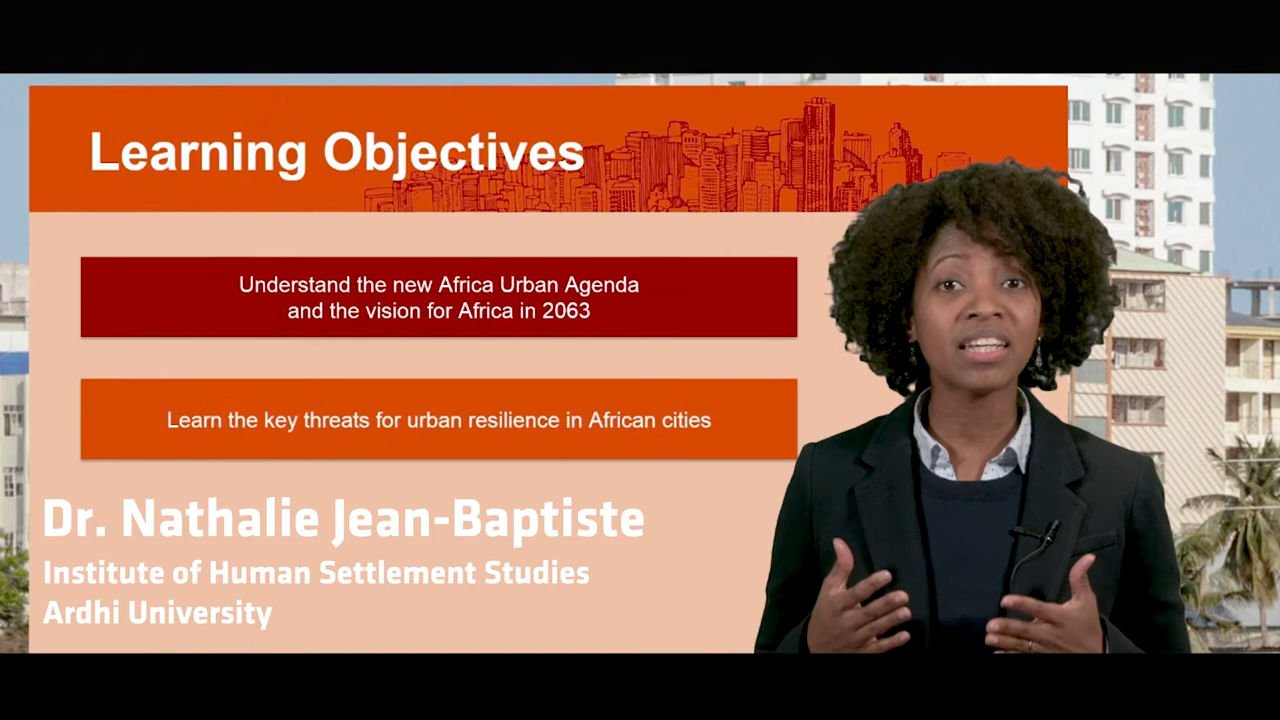 Learning Objectives
Understand the new Africa Urban Agenda
and the vision for Africa in 2063
Learn the key threats for urban resilience in African cities
Dr. Nathalie Jean-Baptiste
Institute of Human Settlement Studies
Ardhi University